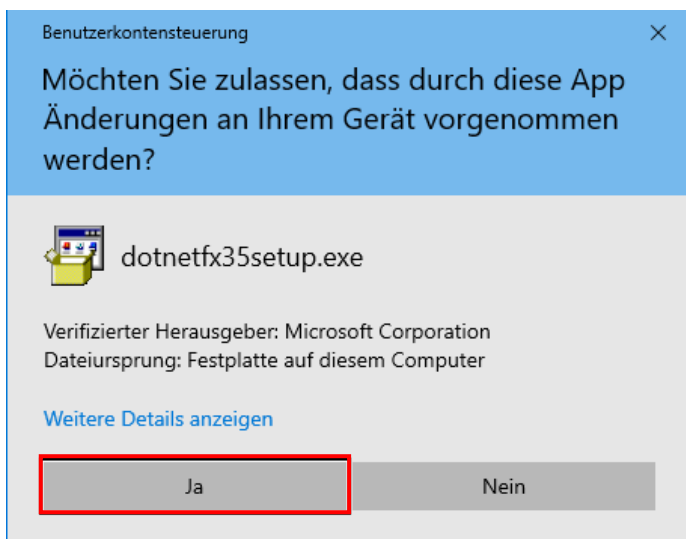 Benutzerkontensteuerung
Möchten Sie zulassen, dass durch diese App
Änderungen an Ihrem Gerät vorgenommen
werden?
dotnetfx35setup.exe
Verifizierter Herausgeber: Microsoft Corporation
Dateiursprung: Festplatte auf diesem Computer
Weitere Details anzeigen
Ja Nein